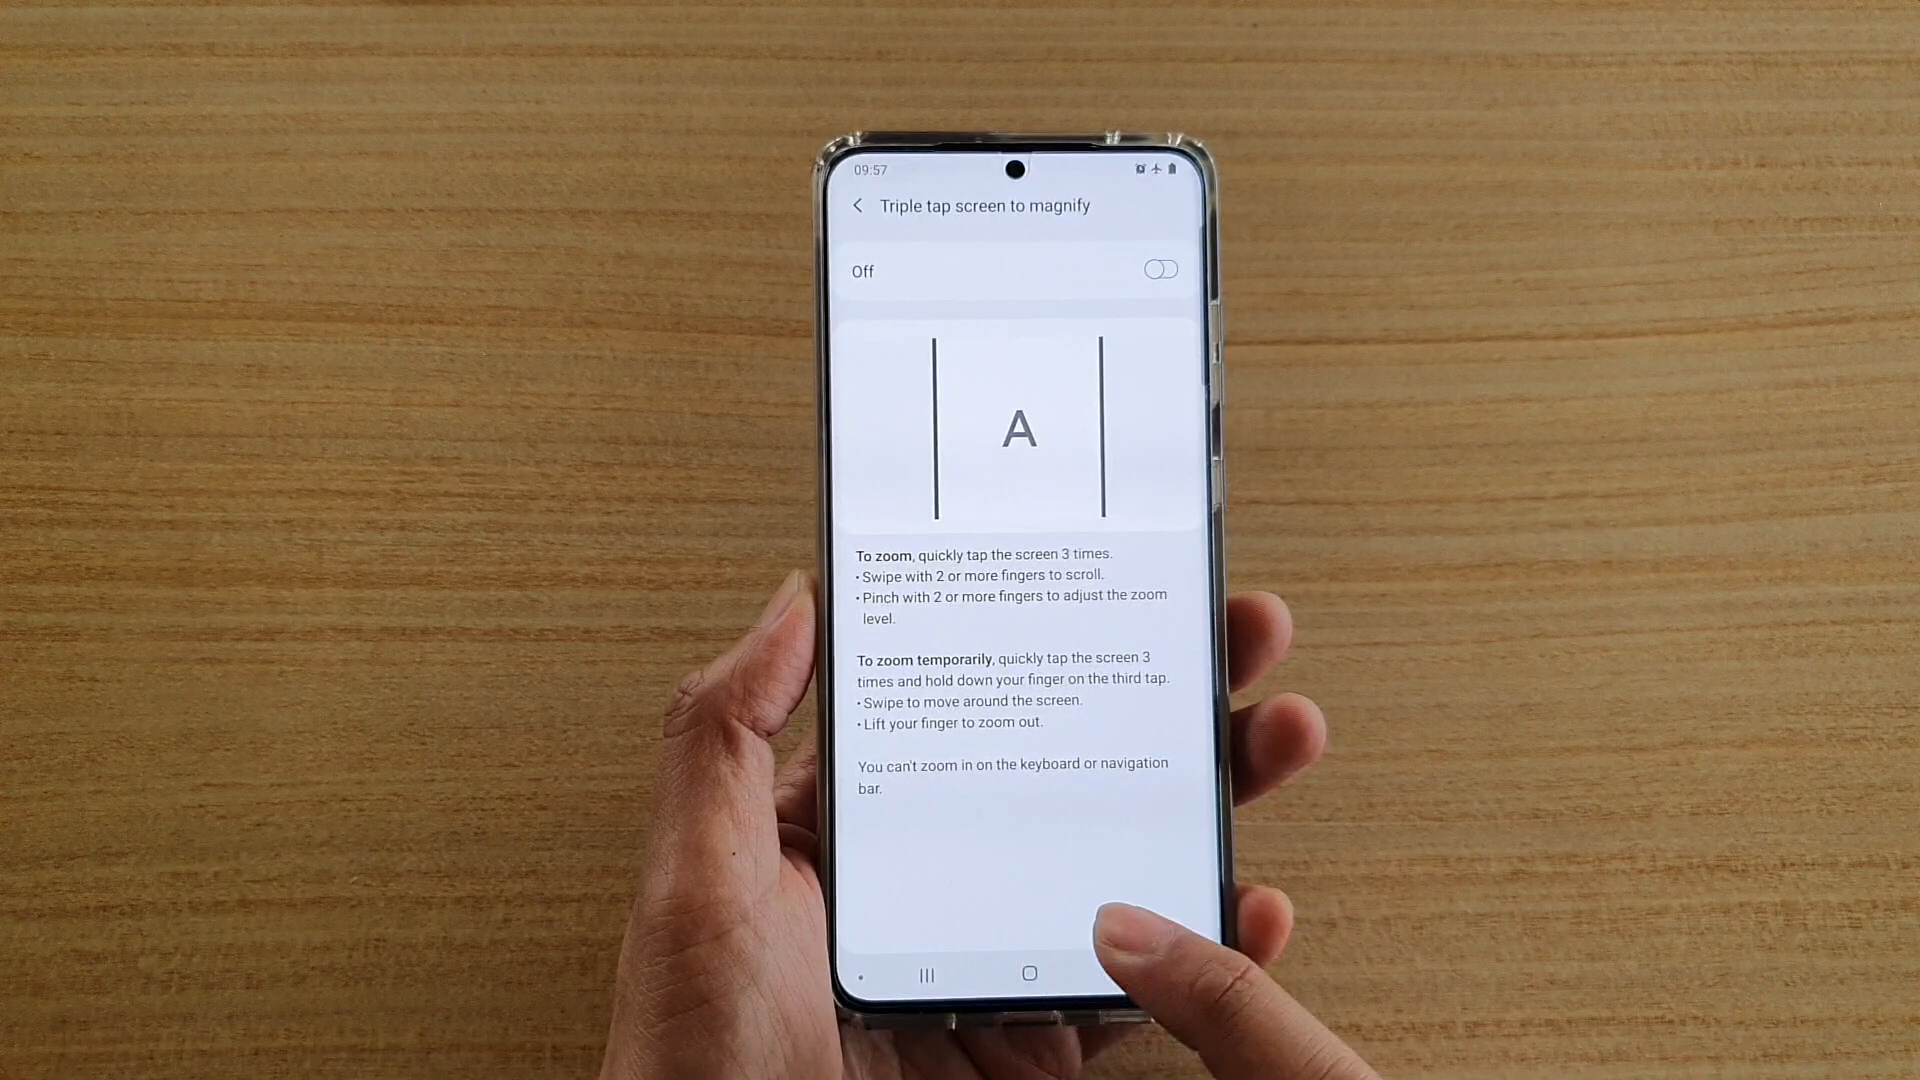 09:57
Triple tap screen to magnify
Off
A
To zoom, quickly tap the screen 3 times.
• Swipe with 2 or more fingers to scroll.
• Pinch with 2 or more fingers to adjust the zoom
level.
To zoom temporarily, quickly tap the screen 3
times and hold down your finger on the third tap.
• Swipe to move around the screen.
• Lift your finger to zoom out.
You can't zoom in on the keyboard or navigation
bar.